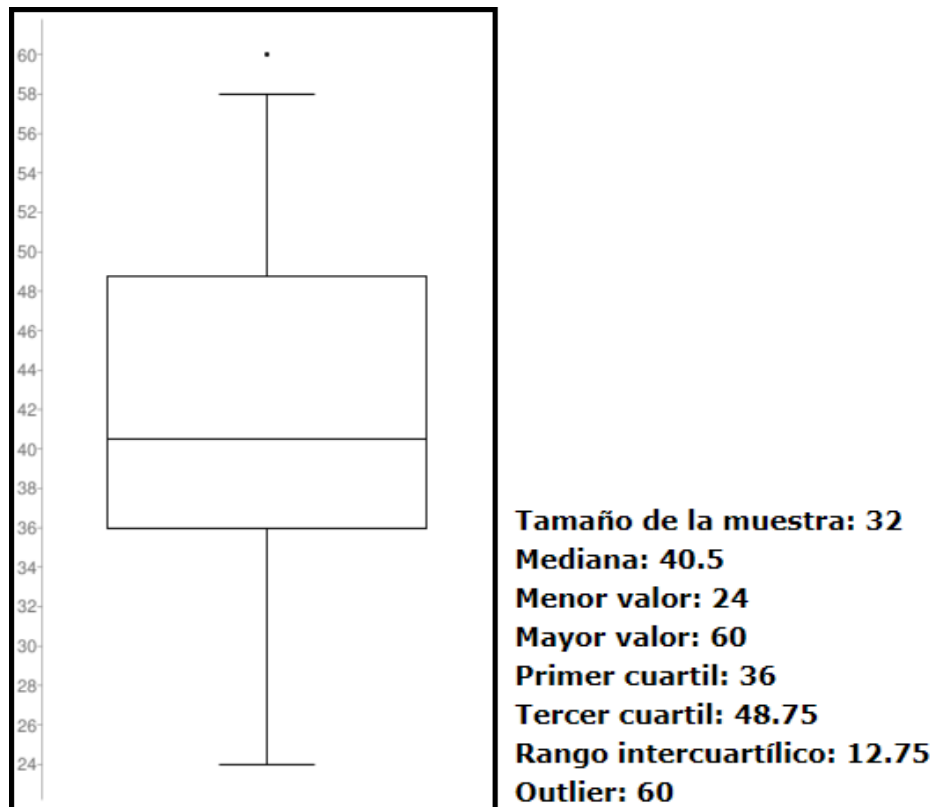 60
58
56
54
52
50
48
46
44
42
40
38
36
34
32
30
28
26
24
Tamaño de la muestra: 32
Mediana: 40.5
Menor valor: 24
Mayor valor: 60
Primer cuartil: 36
Tercer cuartil: 48.75
Rango intercuartílico: 12.75
Outlier: 60